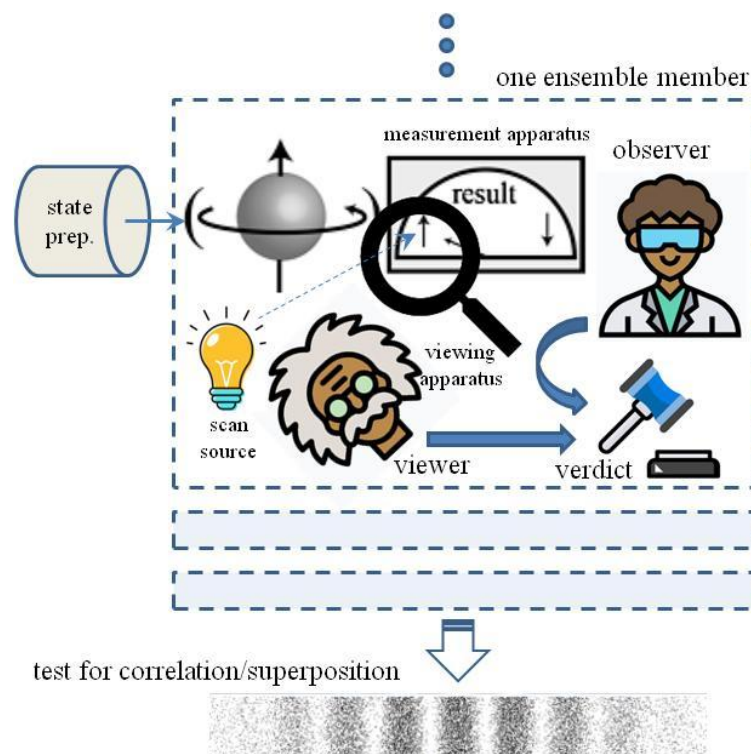 one ensemble member
measurement apparatus
observer
state
prep.
result
viewing
apparatus
scan
source
viewer
verdict
test for correlation/superposition